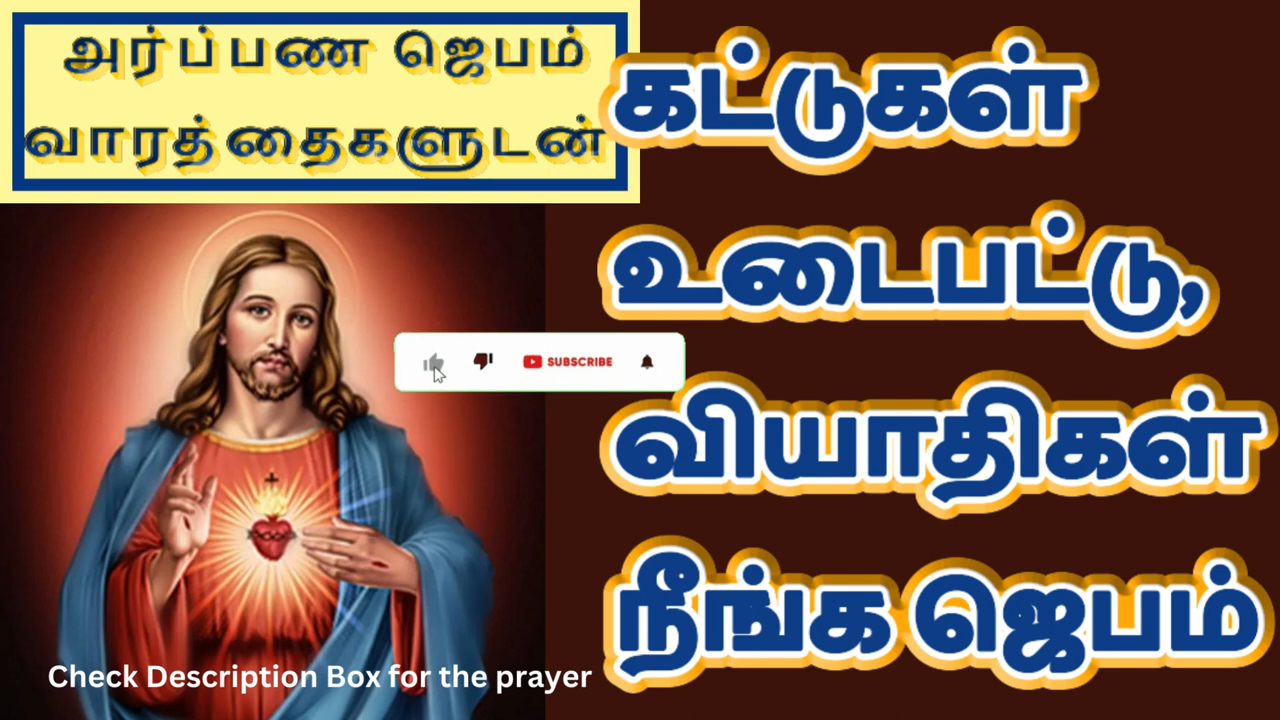 அர்ப்பண ஜெபம்
வாரத்தைகளுடன்
கட்டுகள்
உடைபட்டு,
வியாதிகள்
நீங்க ஜெபம்
SUBSCRIBE
Check Description Box for the prayer